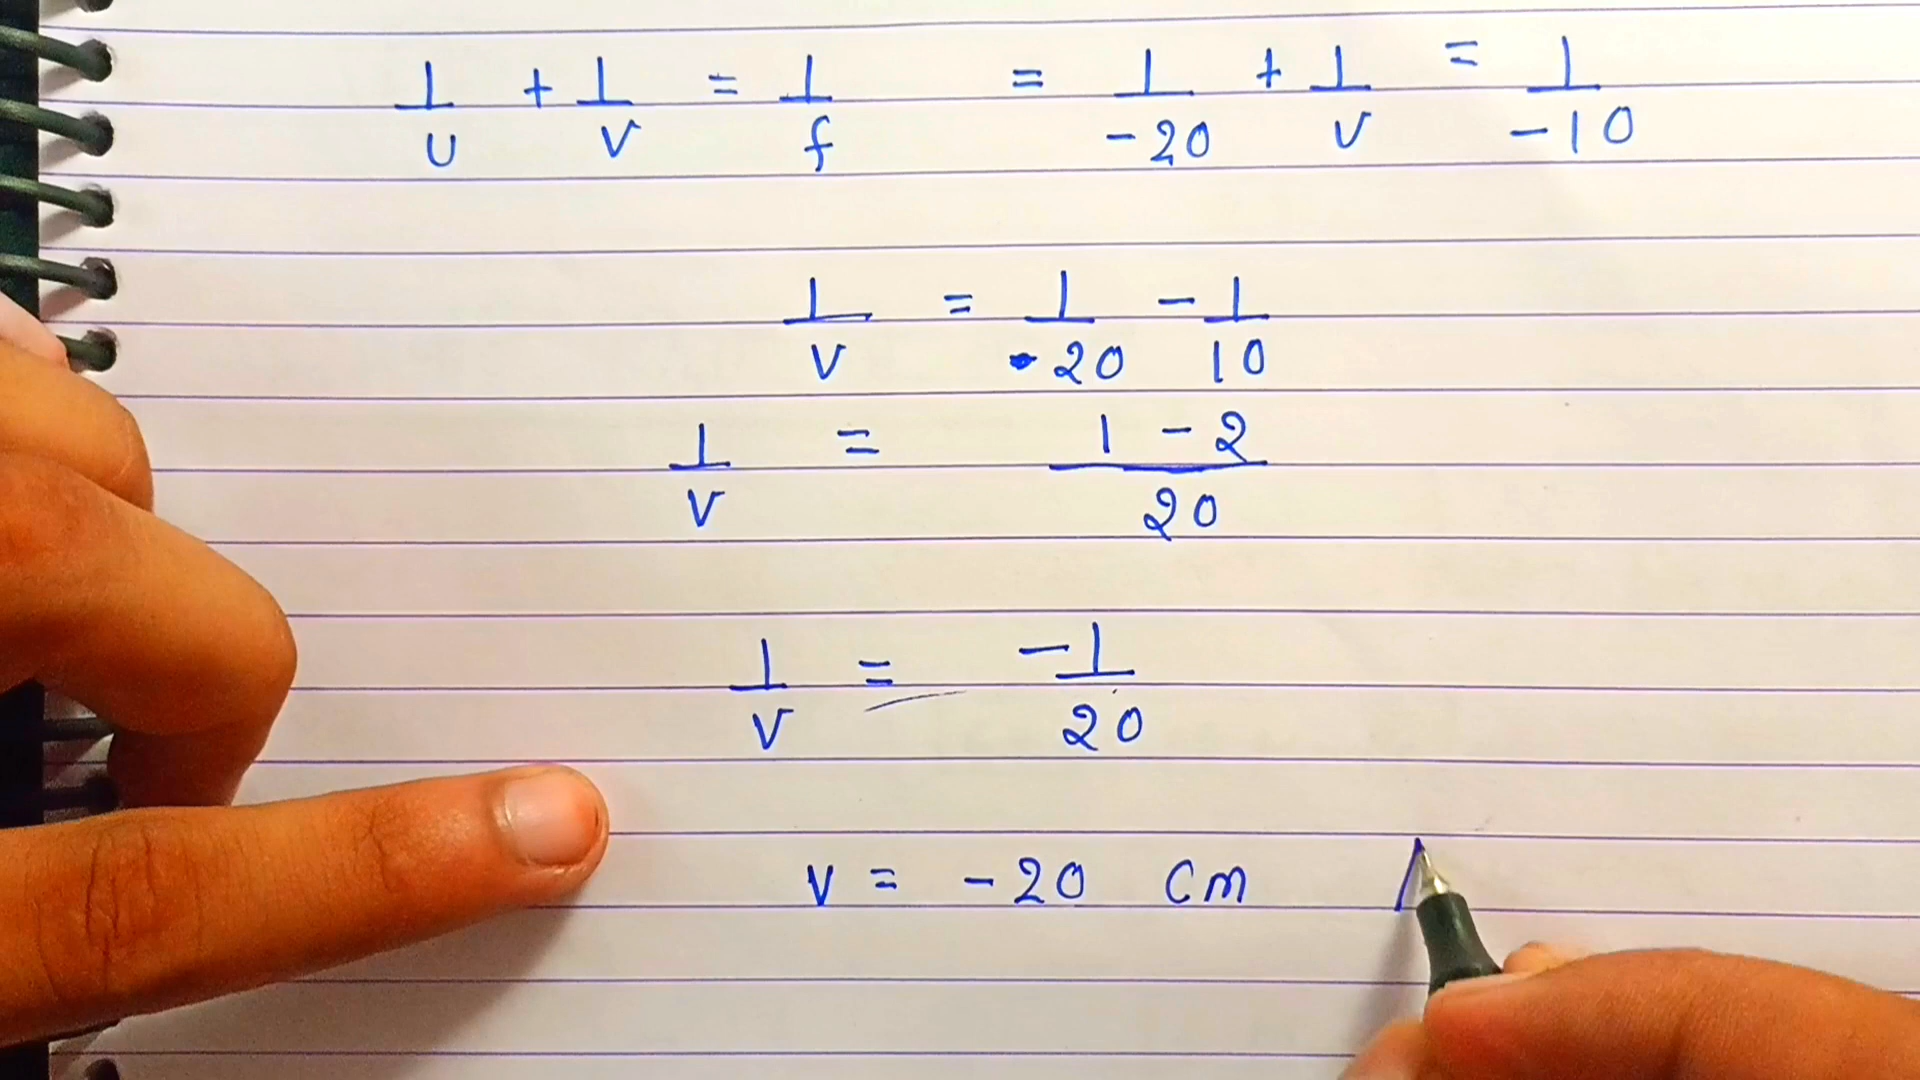 1/u + 1/v = 1/f = 1/-20 + 1/v = 1/-10
1/v = 1/20 - 1/10
1/v = 1 - 2/20
1/v = -1/20
v = -20 cm